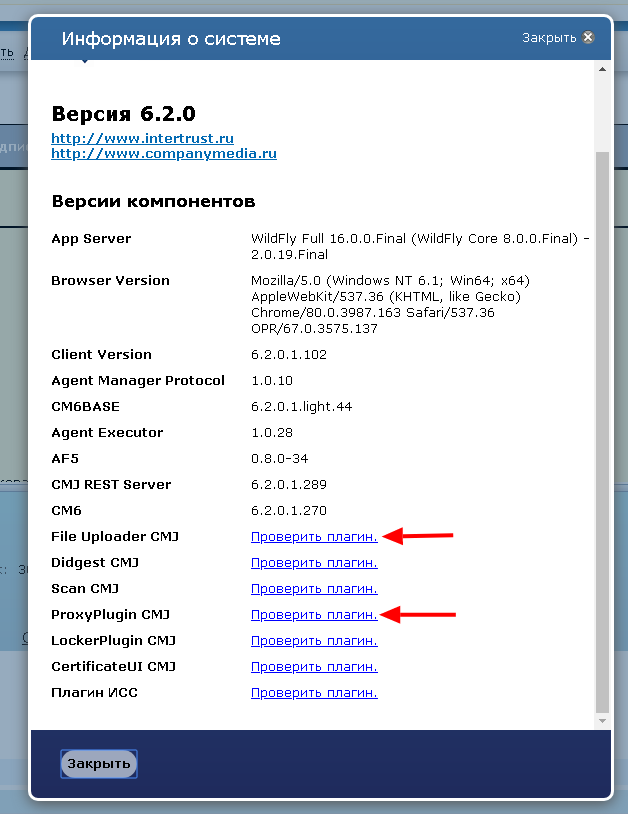 Информация о системе Закрыть
Версия 6.2.0
http://www.intertrust.ru
http://www.companymedia.ru
Версии компонентов
App Server WildFly Full 16.0.0.Final (WildFly Core 8.0.0.Final) -
2.0.19.Final
Browser Version Mozilla/5.0 (Windows NT 6.1; Win64; x64)
AppleWebKit/537.36 (KHTML, like Gecko)
Chrome/80.0.3987.163 Safari/537.36
OPR/67.0.3575.137
Client Version 6.2.0.1.102
Agent Manager Protocol 1.0.10
CM6BASE 6.2.0.1.light.44
Agent Executor 1.0.28
AF5 0.8.0-34
CMJ REST Server 6.2.0.1.289
CM6 6.2.0.1.270
File Uploader CMJ Проверить плагин.
Didgest CMJ Проверить плагин.
Scan CMJ Проверить плагин.
ProxyPlugin CMJ Проверить плагин.
LockerPlugin CMJ Проверить плагин.
CertificateUI CMJ Проверить плагин.
Плагин ИСС Проверить плагин.
Закрыть